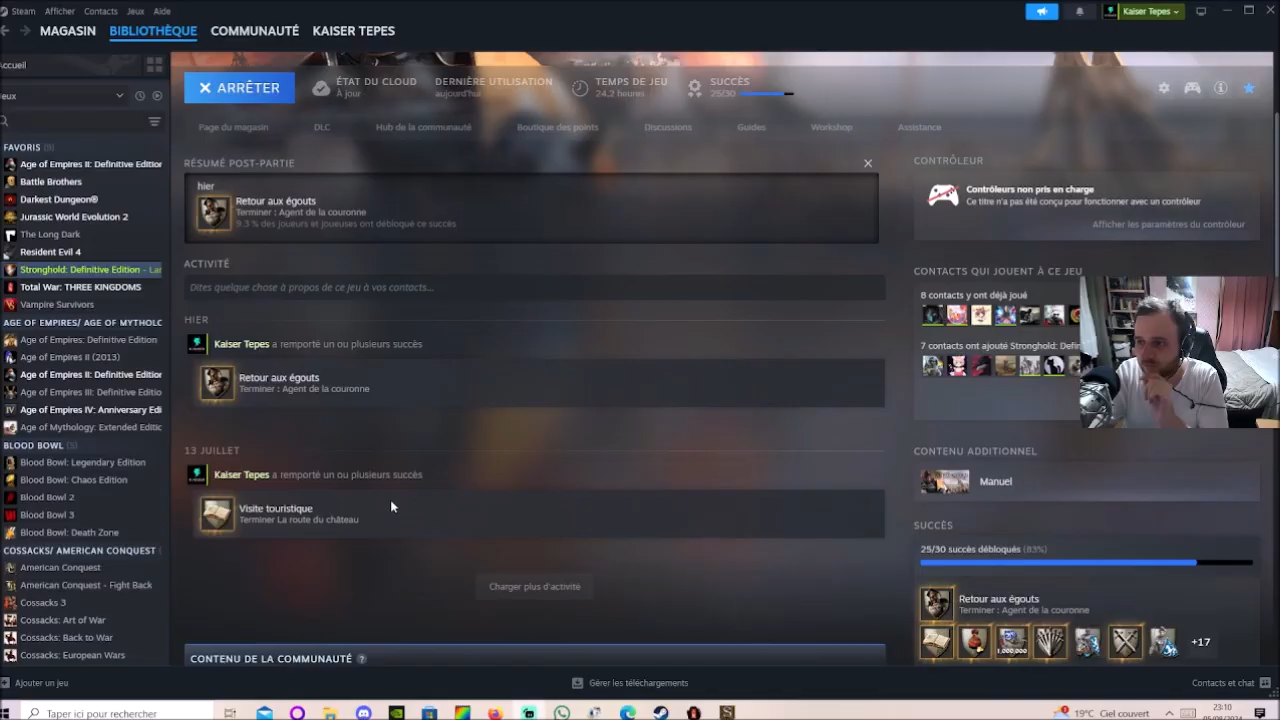 Steam Afficher Contacts Jeux Aide
Kaiser Tepes
MAGASIN BIBLIOTHÈQUE COMMUNAUTÉ KAISER TEPES
Accueil
Jeux
FAVORIS (9)
Age of Empires II: Definitive Edition
Battle Brothers
Darkest Dungeon®
Jurassic World Evolution 2
The Long Dark
Resident Evil 4
Stronghold: Definitive Edition - Lan
Total War: THREE KINGDOMS
Vampire Survivors
AGE OF EMPIRES/ AGE OF MYTHOLO
Age of Empires: Definitive Edition
Age of Empires II (2013)
Age of Empires II: Definitive Edition
Age of Empires III: Definitive Edition
Age of Empires IV: Anniversary Edi
Age of Mythology: Extended Editio
BLOOD BOWL (5)
Blood Bowl: Legendary Edition
Blood Bowl: Chaos Edition
Blood Bowl 2
Blood Bowl 3
Blood Bowl: Death Zone
COSSACKS/ AMERICAN CONQUEST
American Conquest
American Conquest - Fight Back
Cossacks 3
Cossacks: Art of War
Cossacks: Back to War
Cossacks: European Wars
ARRÊTER
ÉTAT DU CLOUD
À jour
DERNIÈRE UTILISATION
aujourd'hui
TEMPS DE JEU
24,2 heures
SUCCÈS
25/30
Page du magasin DLC Hub de la communauté Boutique des points Discussions Guides Workshop Assistance
RÉSUMÉ POST-PARTIE
hier
Retour aux égouts
Terminer : Agent de la couronne
9.3 % des joueurs et joueuses ont débloqué ce succès
ACTIVITÉ
Dites quelque chose à propos de ce jeu à vos contacts...
HIER
Kaiser Tepes a remporté un ou plusieurs succès
Retour aux égouts
Terminer : Agent de la couronne
13 JUILLET
Kaiser Tepes a remporté un ou plusieurs succès
Visite touristique
Terminer La route du château
Charger plus d'activité
CONTENU DE LA COMMUNAUTÉ ?
CONTRÔLEUR
Contrôleurs non pris en charge
Ce titre n'a pas été conçu pour fonctionner avec un contrôleur
Afficher les paramètres du contrôleur
CONTACTS QUI JOUENT À CE JEU
8 contacts y ont déjà joué
7 contacts ont ajouté Stronghold: Defini
CONTENU ADDITIONNEL
Manuel
SUCCÈS
25/30 succès débloqués (83%)
Retour aux égouts
Terminer : Agent de la couronne
1,000,000
+17
Ajouter un jeu
Gérer les téléchargements
Contacts et chat
Taper ici pour rechercher
19°C Ciel couvert
23:10
05/08/2024